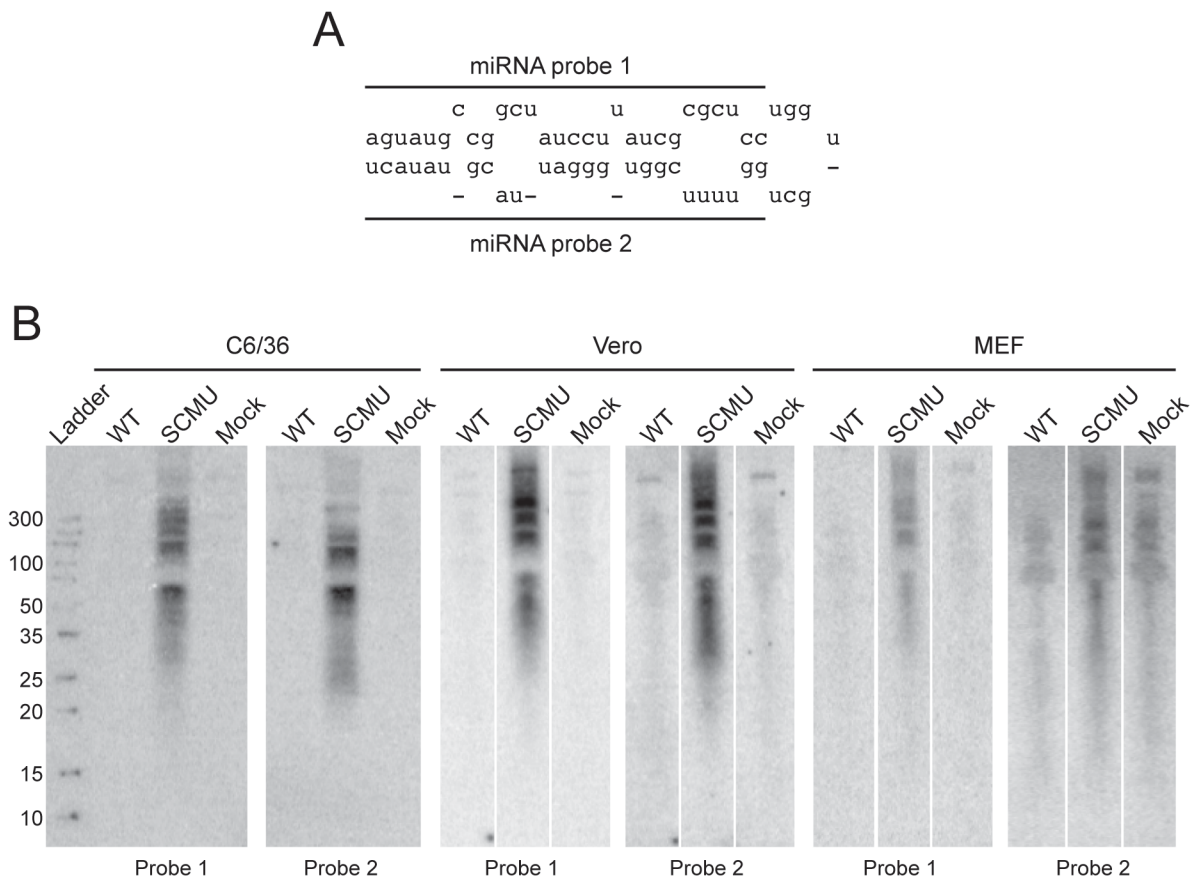 A
miRNA probe 1
c gcu u cgcu ugg
aguaug cg auccu aucg cc u
ucauau gc uaggg uggc gg –
– au– – uuuu ucg
miRNA probe 2
B
C6/36 Vero MEF
Ladder WT SCMU Mock WT SCMU Mock WT SCMU Mock WT SCMU Mock WT SCMU Mock WT SCMU Mock
300
100
50
35
25
20
15
10
Probe 1 Probe 2 Probe 1 Probe 2 Probe 1 Probe 2